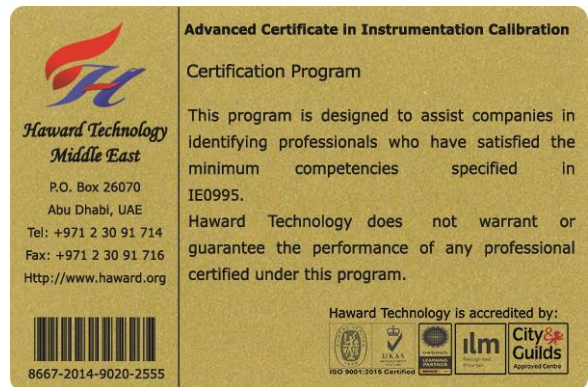 Haward Technology
Middle East
P.O. Box 26070
Abu Dhabi, UAE
Tel: +971 2 30 91 714
Fax: +971 2 30 91 716
Http://www.haward.org
8667-2014-9020-2555
Advanced Certificate in Instrumentation Calibration
Certification Program
This program is designed to assist companies in
identifying professionals who have satisfied the
minimum competencies specified in
IE0995.
Haward Technology does not warrant or
guarantee the performance of any professional
certified under this program.
Haward Technology is accredited by:
UKAS
ISO 9001:2015 Certified
LEARNING
PARTNER
ilm
Recognised
Provider
City&
Guilds
Approved Centre